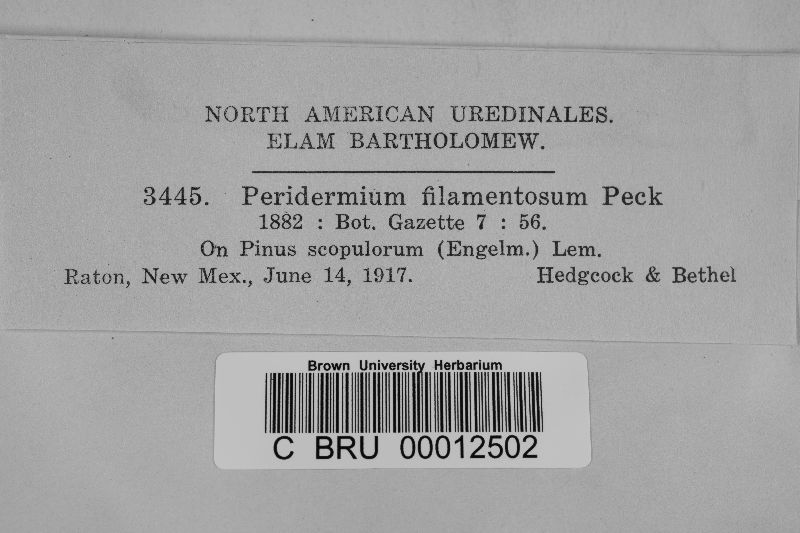 NORTH AMERICAN UREDINALES.
ELAM BARTHOLOMEW.
3445. Peridermium filamentosum Peck
1882 : Bot. Gazette 7 : 56.
On Pinus scopulorum (Engelm.) Lem.
Raton, New Mex., June 14, 1917. Hedgcock & Bethel
Brown University Herbarium
C BRU 00012502